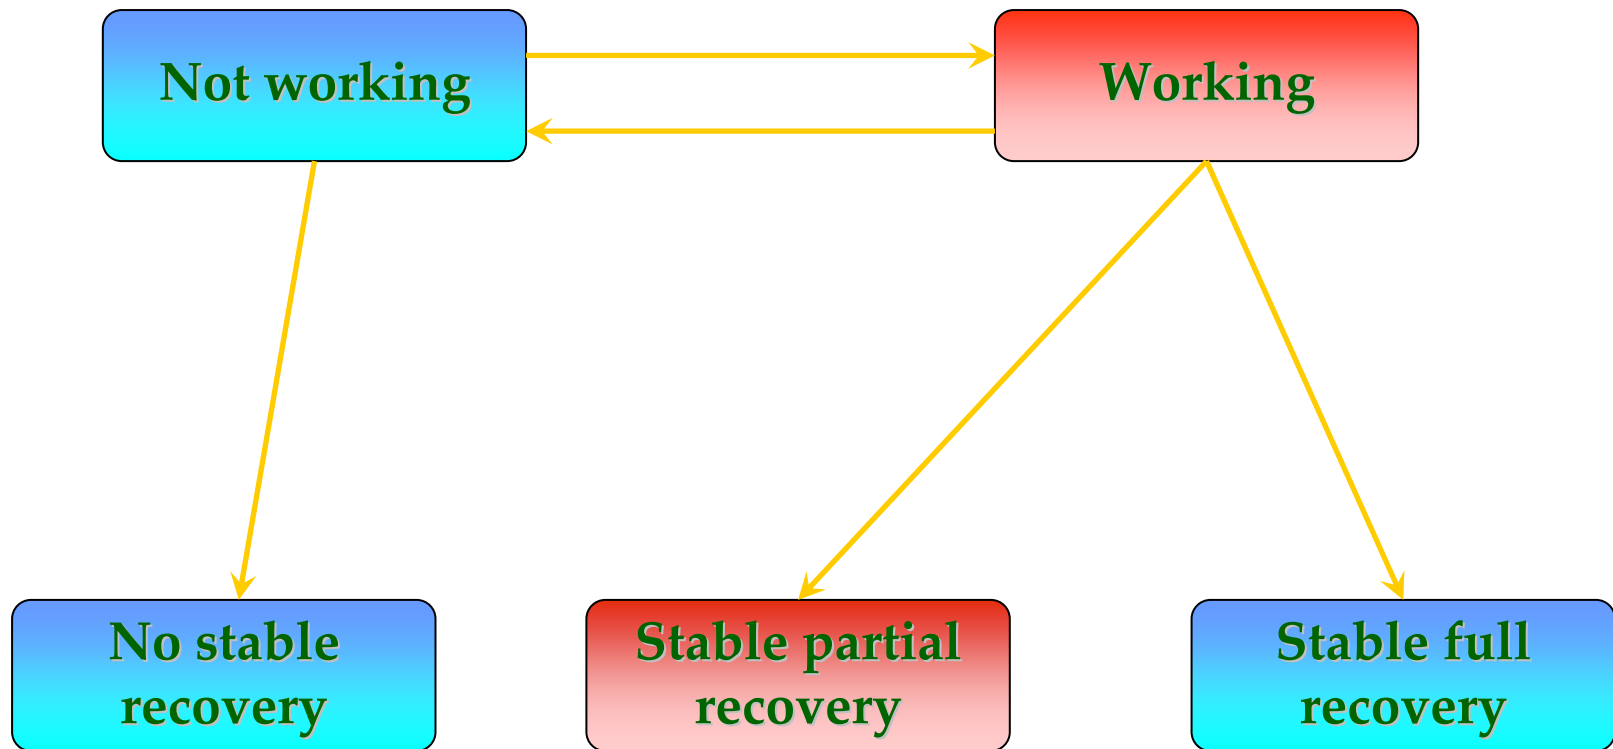 Not working
Working
No stable
recovery
Stable partial
recovery
Stable full
recovery